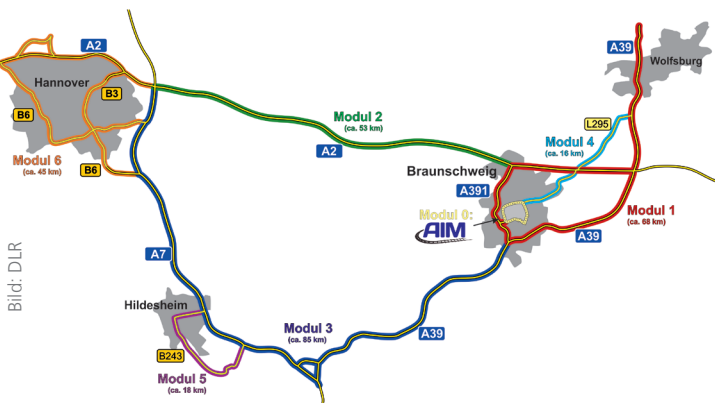 A2
A39
Wolfsburg
Hannover
B3
Modul 2
(ca. 53 km)
B6
L295
Modul 4
(ca. 16 km)
A2
Modul 6
(ca. 45 km)
B6
Braunschweig
A391
Modul 0:
AIM
Modul 1
(ca. 68 km)
A39
A7
Bild: DLR
Hildesheim
Modul 3
(ca. 85 km)
A39
B243
Modul 5
(ca. 18 km)